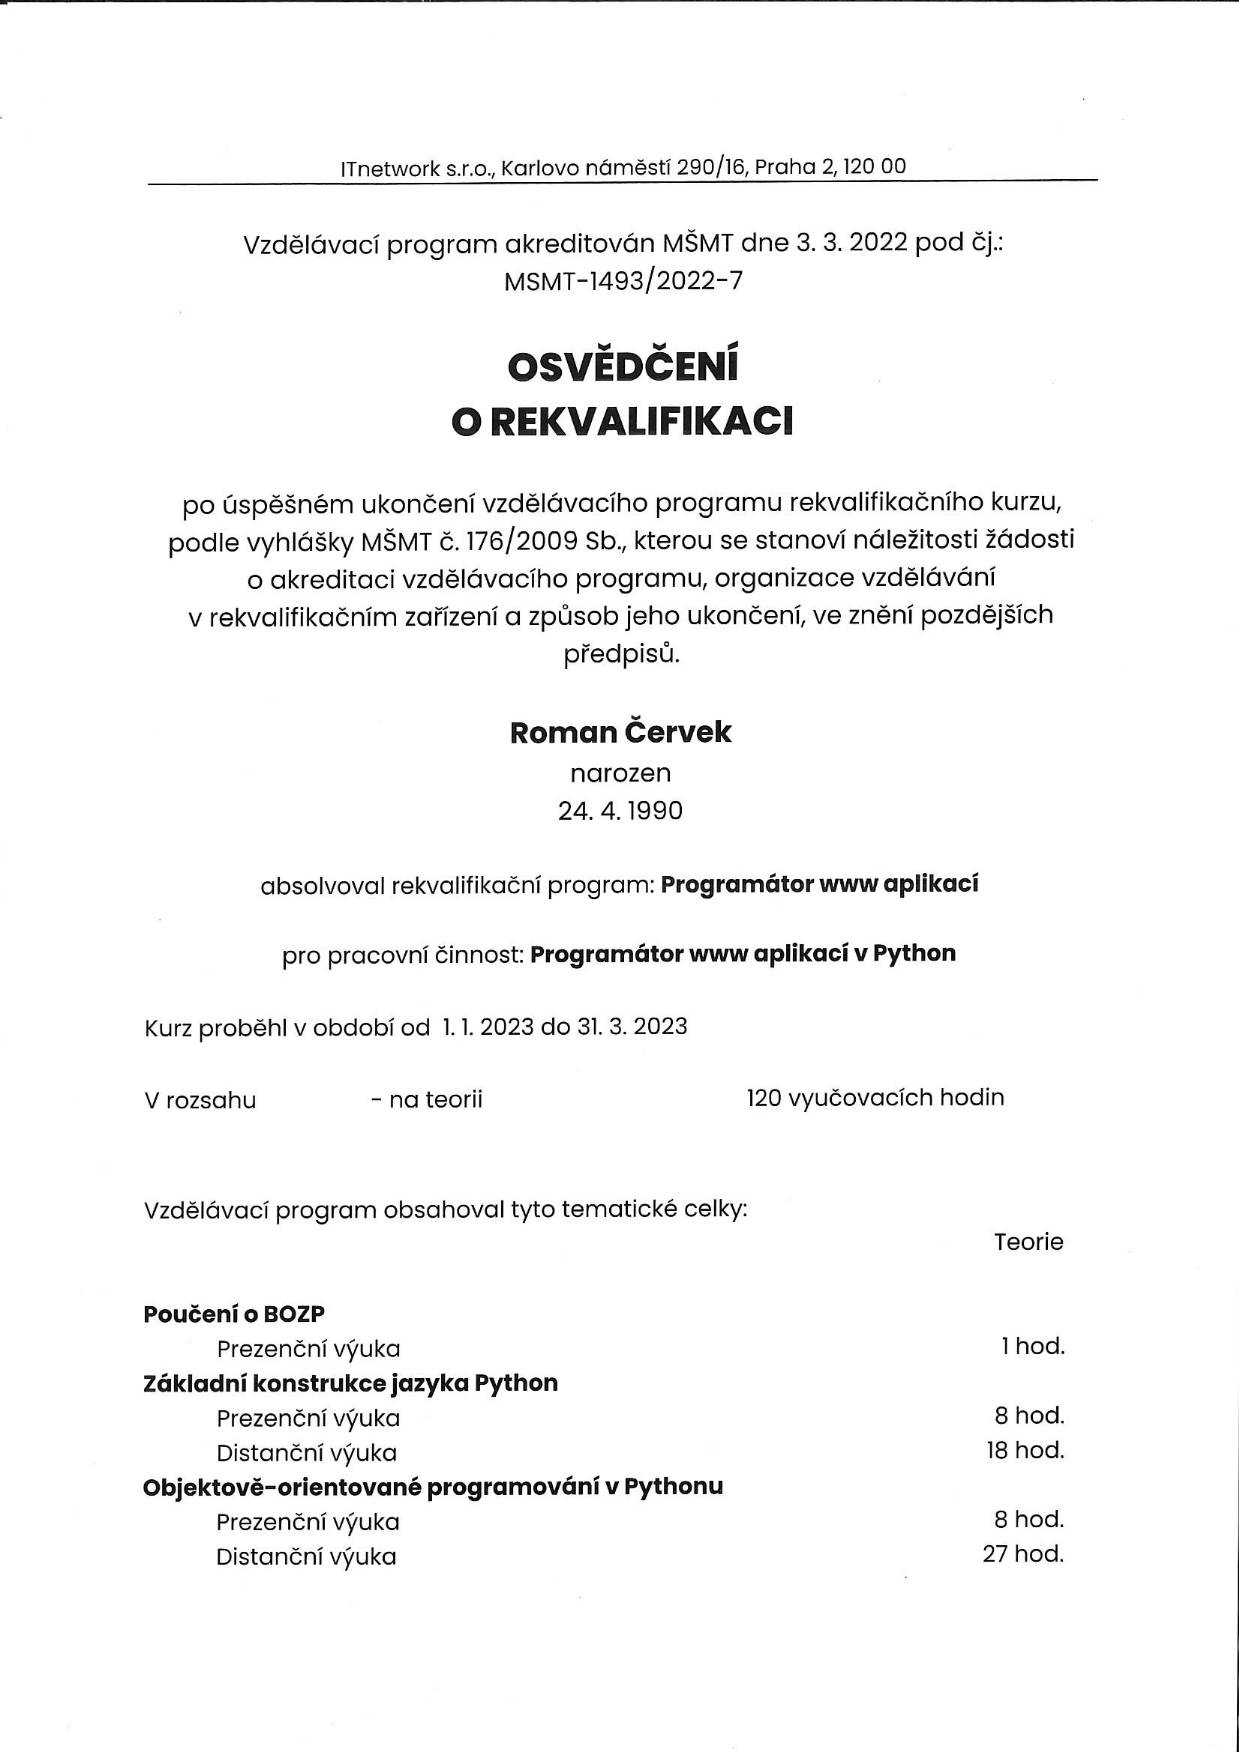 ITnetwork s.r.o., Karlovo náměstí 290/16, Praha 2, 120 00
Vzdělávací program akreditován MŠMT dne 3. 3. 2022 pod čj.:
MSMT-1493/2022-7
OSVĚDČENÍ
O REKVALIFIKACI
po úspěšném ukončení vzdělávacího programu rekvalifikačního kurzu,
podle vyhlášky MŠMT č. 176/2009 Sb., kterou se stanoví náležitosti žádosti
o akreditaci vzdělávacího programu, organizace vzdělávání
v rekvalifikačním zařízení a způsob jeho ukončení, ve znění pozdějších
předpisů.
Roman Červek
narozen
24. 4. 1990
absolvoval rekvalifikační program: Programátor www aplikací
pro pracovní činnost: Programátor www aplikací v Python
Kurz proběhl v období od 1. 1. 2023 do 31. 3. 2023
V rozsahu - na teorii 120 vyučovacích hodin
Vzdělávací program obsahoval tyto tematické celky:
Teorie
Poučení o BOZP
Prezenční výuka 1 hod.
Základní konstrukce jazyka Python
Prezenční výuka 8 hod.
Distanční výuka 18 hod.
Objektově-orientované programování v Pythonu
Prezenční výuka 8 hod.
Distanční výuka 27 hod.